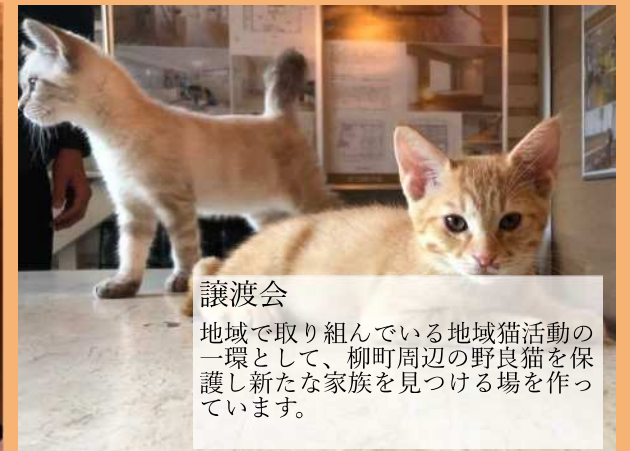 譲渡会
地域で取り組んでいる地域猫活動の
一環として、柳町周辺の野良猫を保
護し新たな家族を見つける場を作っ
ています。